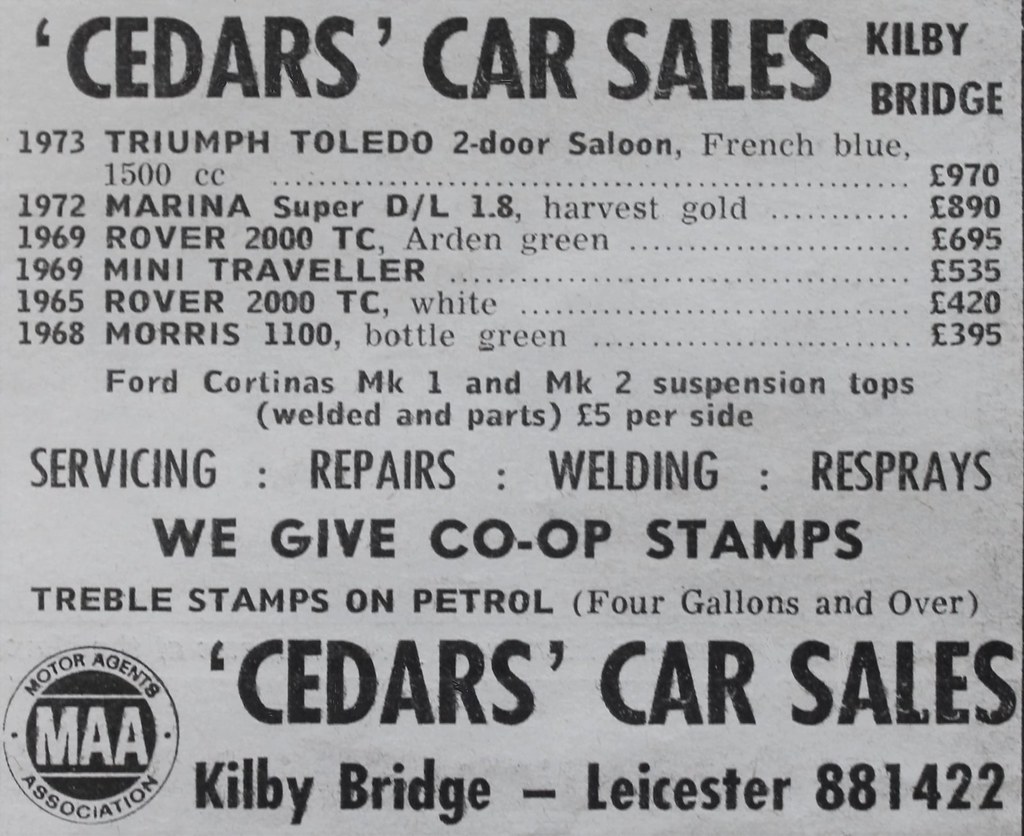 ‘CEDARS’ CAR SALES KILBY BRIDGE
1973 TRIUMPH TOLEDO 2-door Saloon, French blue,
1500 cc ........................................................ £970
1972 MARINA Super D/L 1.8, harvest gold ............ £890
1969 ROVER 2000 TC, Arden green ........................ £695
1969 MINI TRAVELLER ........................................ £535
1965 ROVER 2000 TC, white .................................. £420
1968 MORRIS 1100, bottle green ........................... £395
Ford Cortinas Mk 1 and Mk 2 suspension tops
(welded and parts) £5 per side
SERVICING : REPAIRS : WELDING : RESPRAYS
WE GIVE CO-OP STAMPS
TREBLE STAMPS ON PETROL (Four Gallons and Over)
MOTOR AGENTS
MAA
ASSOCIATION
‘CEDARS’ CAR SALES
Kilby Bridge — Leicester 881422